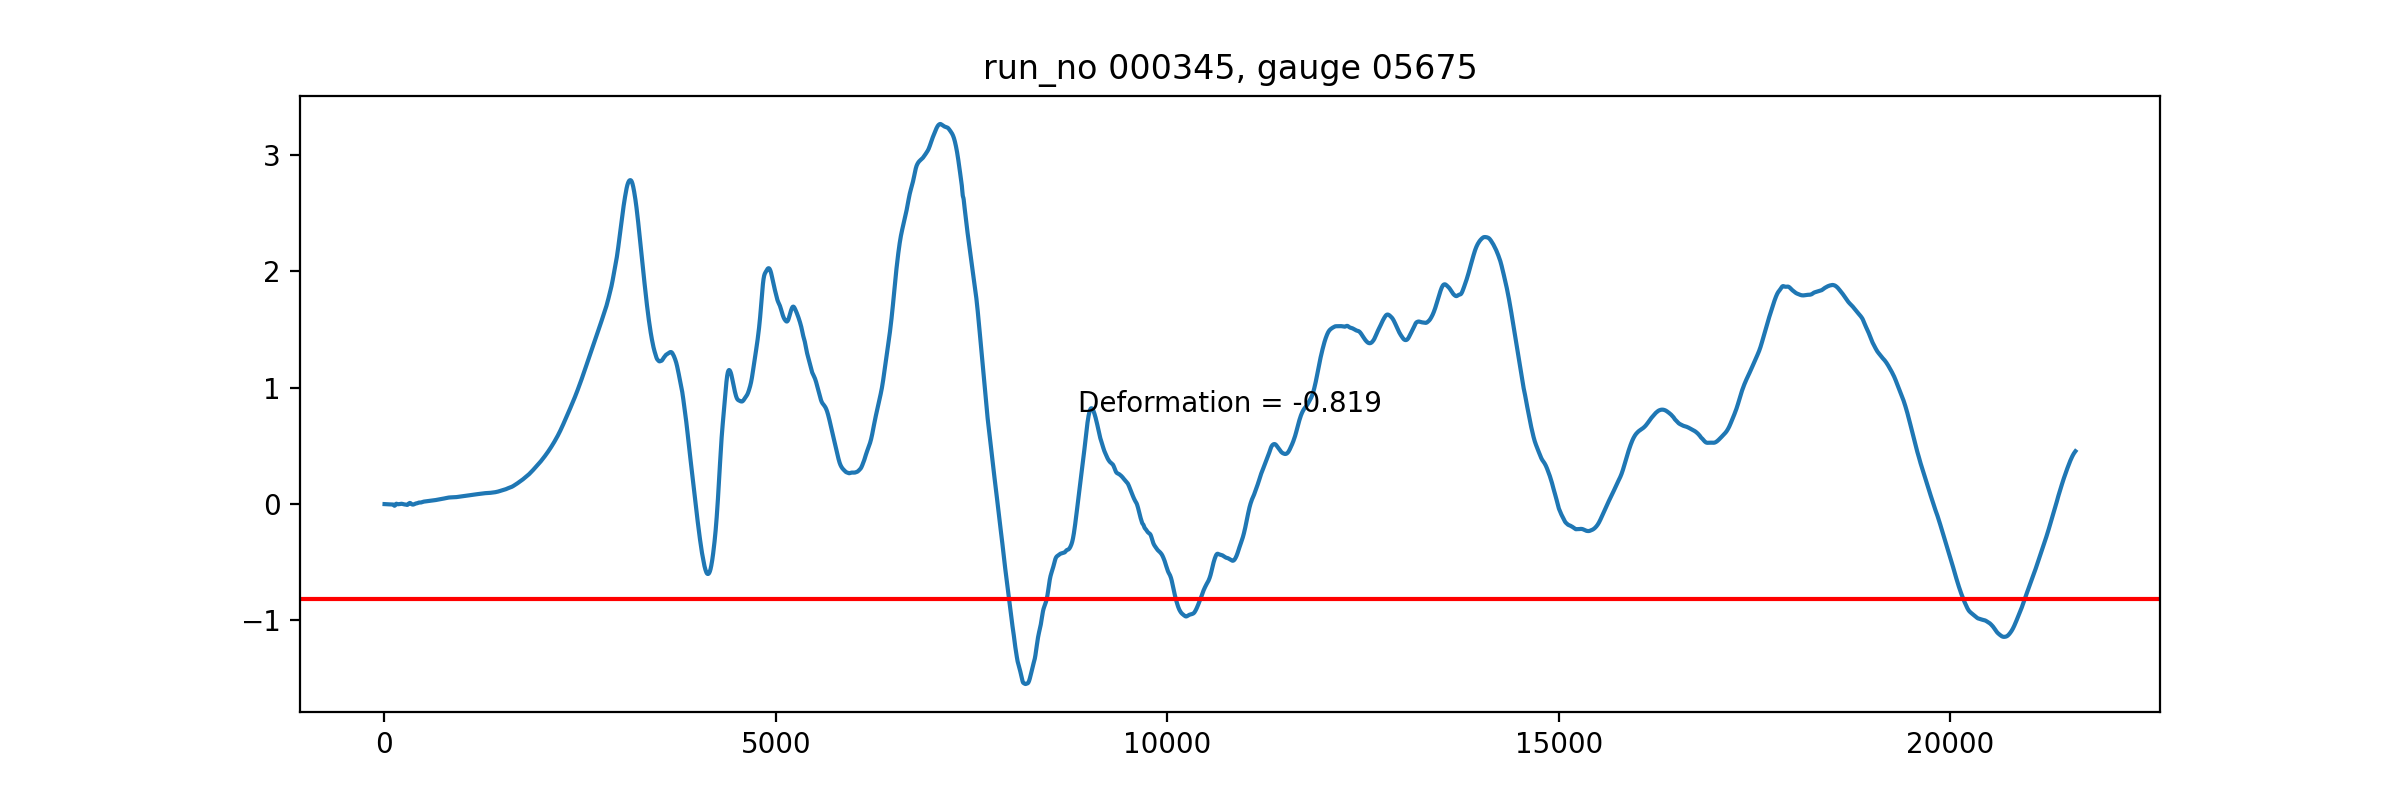 run_no 000345, gauge 05675
3
2
1
0
−1
Deformation = -0.819
0 5000 10000 15000 20000